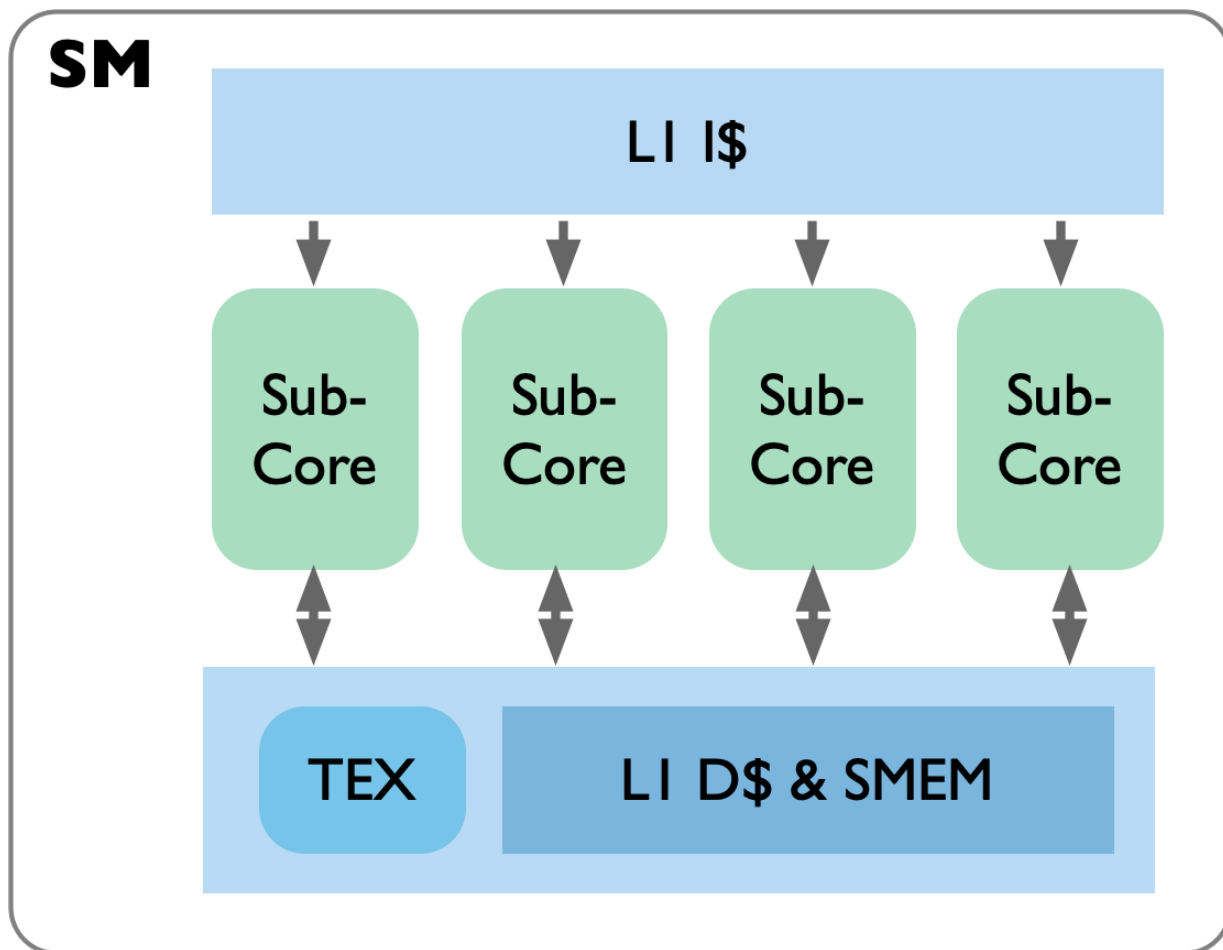 SM
L1 I$
Sub-
Core
Sub-
Core
Sub-
Core
Sub-
Core
TEX
L1 D$ & SMEM